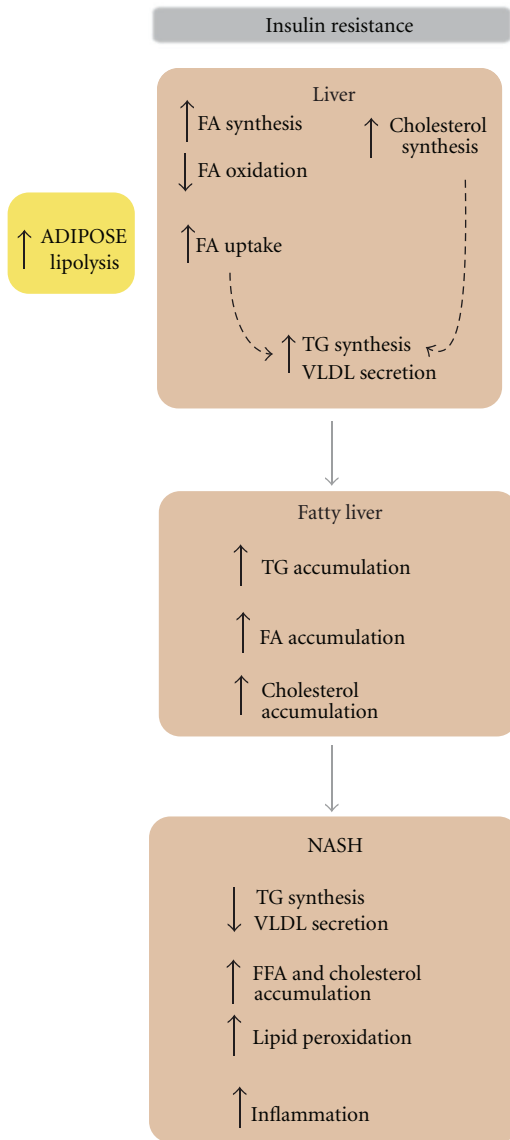 Insulin resistance
Liver
FA synthesis
Cholesterol
synthesis
FA oxidation
ADIPOSE
lipolysis
FA uptake
TG synthesis
VLDL secretion
Fatty liver
TG accumulation
FA accumulation
Cholesterol
accumulation
NASH
TG synthesis
VLDL secretion
FFA and cholesterol
accumulation
Lipid peroxidation
Inflammation